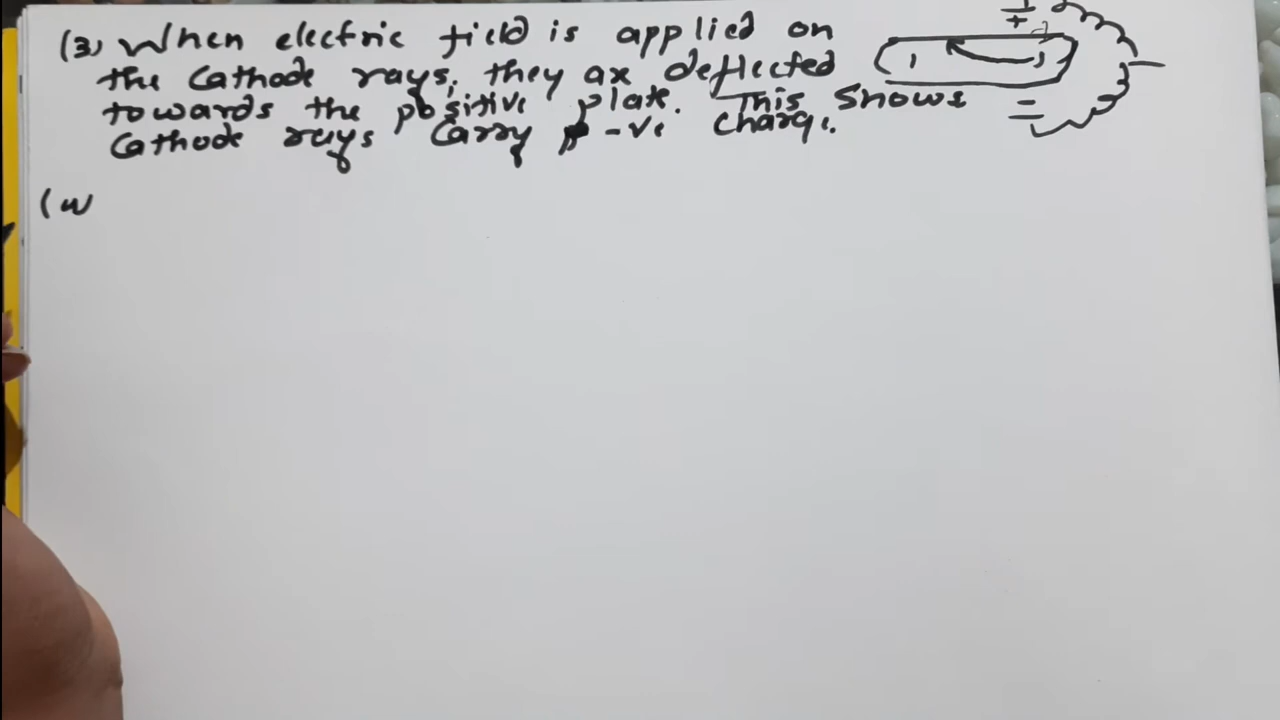 (3) When electric field is applied on
the Cathode rays, they are deflected
towards the positive plate. This Shows
Cathode rays Carry -ve charge.
(